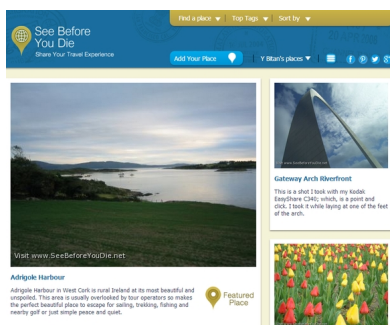 Find a place Top Tags Sort by
See Before
You Die
Share Your Travel Experience
Add Your Place Y Bitan's places
Visit www.SeeBeforeYouDie.net
Adrigole Harbour
Adrigole Harbour in West Cork is rural Ireland at its most beautiful and
unspoiled. This area is usually overlooked by tour operators so makes
the perfect beautiful place to escape for sailing, trekking, fishing and
nearby golf or just simple peace and quiet.
Featured
Place
Gateway Arch Riverfront
This is a shot I took with my Kodak
EasyShare C340; which, is a point and
click. I took it while laying at one of the feet
of the arch.